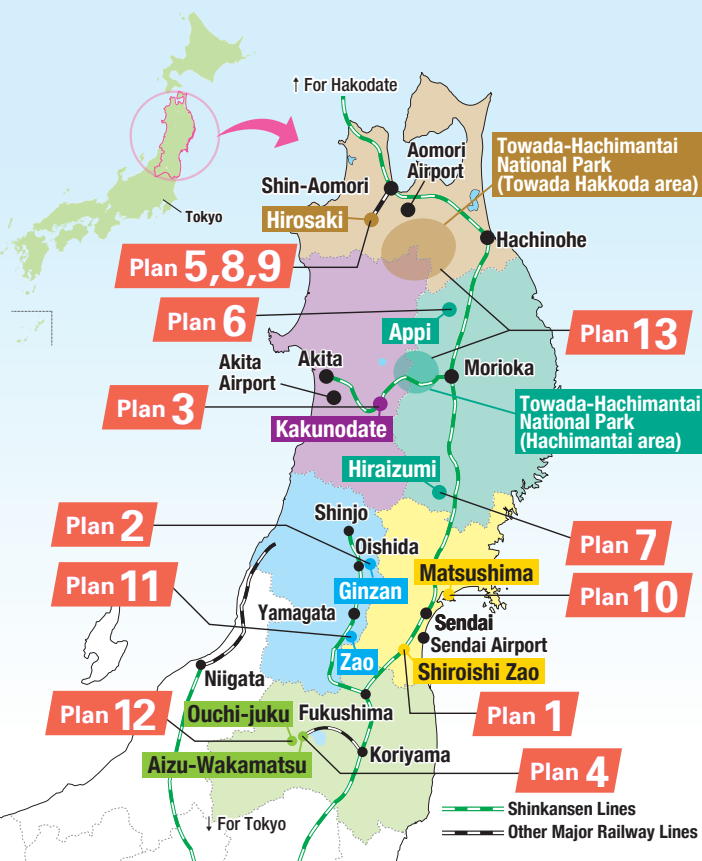 ↑ For Hakodate
Towada-Hachimantai
National Park
(Towada Hakkoda area)
Aomori
Airport
Shin-Aomori
Tokyo
Hirosaki
Hachinohe
Plan 5,8,9
Plan 6
Appi
Plan 13
Akita
Airport
Akita
Morioka
Plan 3
Kakunodate
Towada-Hachimantai
National Park
(Hachimantai area)
Hiraizumi
Shinjo
Plan 2
Oishida
Plan 7
Matsushima
Plan 11
Ginzan
Plan 10
Yamagata
Sendai
Sendai Airport
Zao
Shiroishi Zao
Niigata
Plan 12
Ouchi-juku
Fukushima
Plan 1
Aizu-Wakamatsu
Koriyama
Plan 4
Shinkansen Lines
↓ For Tokyo
Other Major Railway Lines